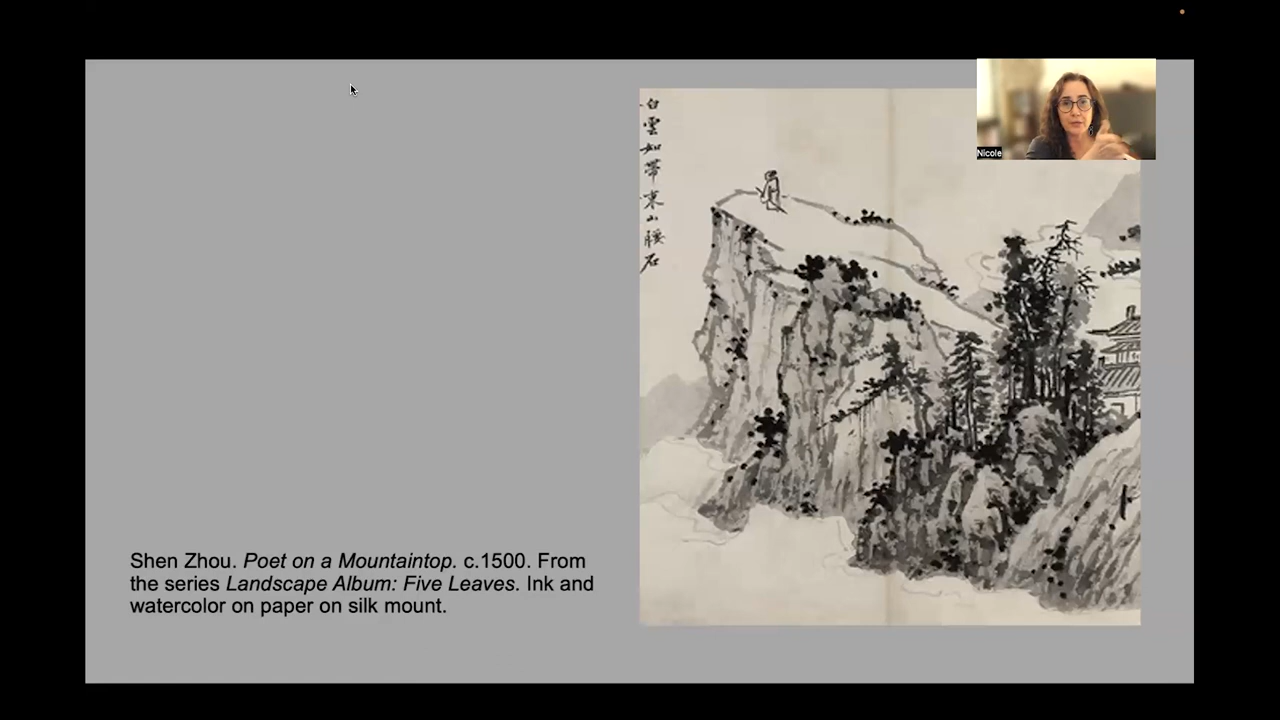 Nicole
白雲如帶束山腰石
Shen Zhou. Poet on a Mountaintop. c.1500. From
the series Landscape Album: Five Leaves. Ink and
watercolor on paper on silk mount.